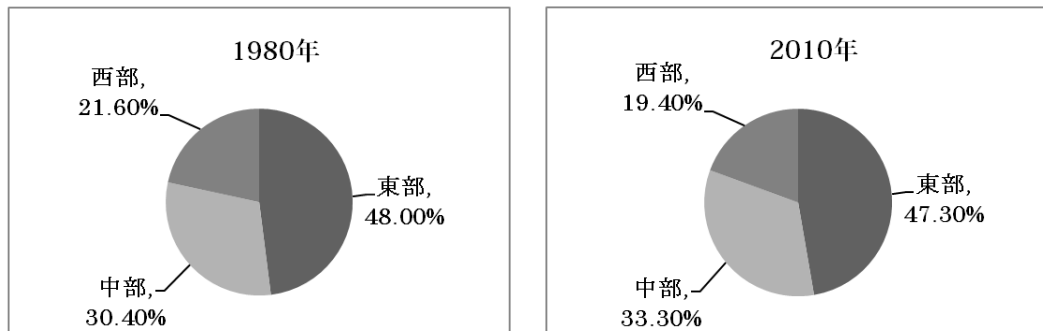 1980年
西部,
21.60%
東部,
48.00%
中部,
30.40%
2010年
西部,
19.40%
東部,
47.30%
中部,
33.30%